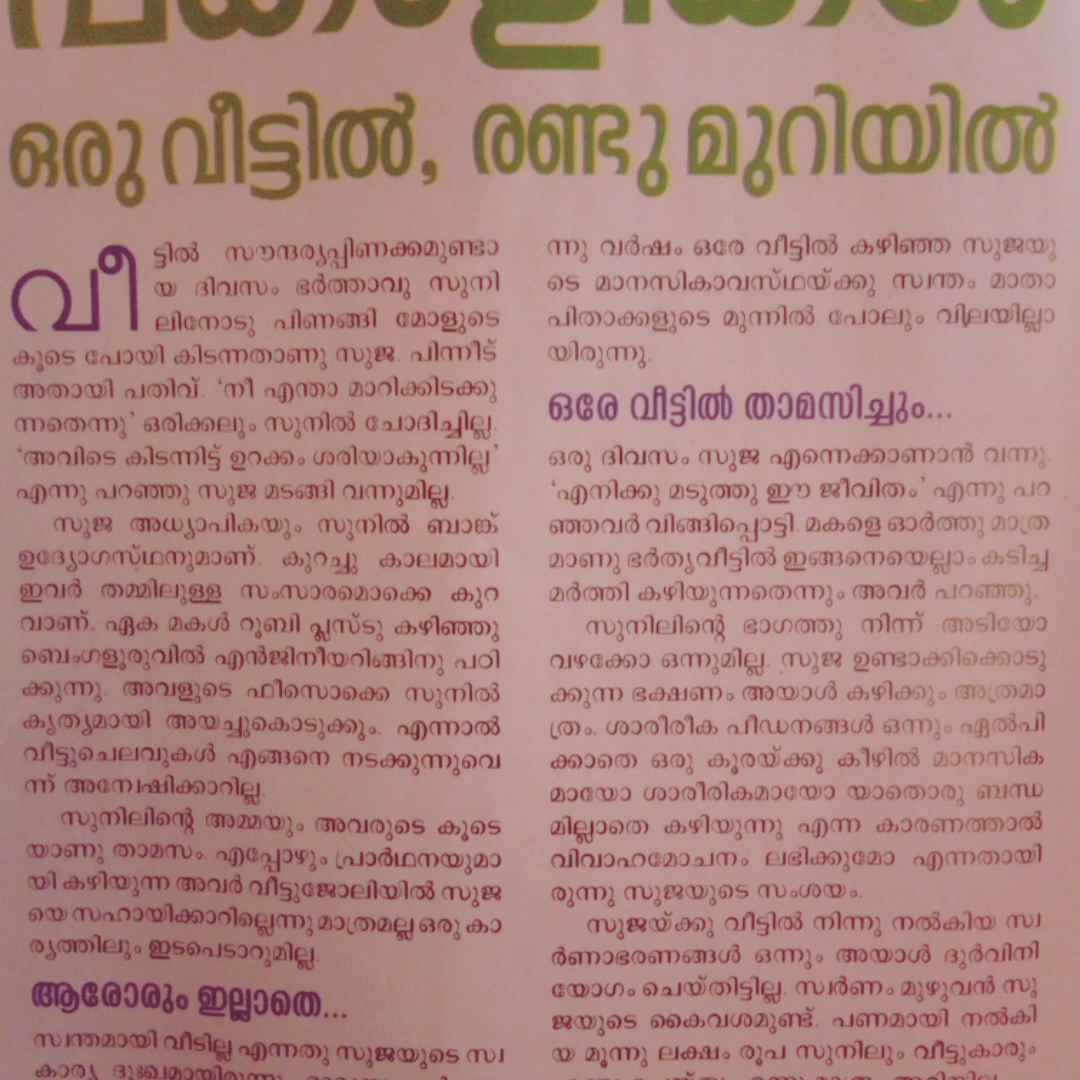 ഒരു വീട്ടിൽ, രണ്ടു മുറിയിൽ
വീട്ടിൽ സൗന്ദര്യപ്പിണക്കമുണ്ടാ
യ ദിവസം ഭർത്താവു സുനി
ലിനോടു പിണങ്ങി മോളുടെ
കൂടെ പോയി കിടന്നതാണു സുജ. പിന്നീട്
അതായി പതിവ്. ‘നീ എന്താ മാറിക്കിടക്കു
ന്നതെന്നു’ ഒരിക്കലും സുനിൽ ചോദിച്ചില്ല.
‘അവിടെ കിടന്നിട്ട് ഉറക്കം ശരിയാകുന്നില്ല’
എന്നു പറഞ്ഞു സുജ മടങ്ങി വന്നുമില്ല.
സുജ അധ്യാപികയും സുനിൽ ബാങ്ക്
ഉദ്യോഗസ്ഥനുമാണ്. കുറച്ചു കാലമായി
ഇവർ തമ്മിലുള്ള സംസാരമൊക്കെ കുറ
വാണ്. ഏക മകൾ റൂബി പ്ലസ്ടു കഴിഞ്ഞു
ബെംഗളൂരുവിൽ എൻജിനീയറിങ്ങിനു പഠി
ക്കുന്നു. അവളുടെ ഫീസൊക്കെ സുനിൽ
കൃത്യമായി അയച്ചുകൊടുക്കും. എന്നാൽ
വീട്ടുചെലവുകൾ എങ്ങനെ നടക്കുന്നുവെ
ന്ന് അന്വേഷിക്കാറില്ല.
സുനിലിന്റെ അമ്മയും അവരുടെ കൂടെ
യാണു താമസം. എപ്പോഴും പ്രാർഥനയുമാ
യി കഴിയുന്ന അവർ വീട്ടുജോലിയിൽ സുജ
യെ സഹായിക്കാറില്ലെന്നു മാത്രമല്ല ഒരു കാ
ര്യത്തിലും ഇടപെടാറുമില്ല.
ആരോരും ഇല്ലാതെ...
സ്വന്തമായി വീടില്ല എന്നതു സുജയുടെ സ്വ
കാര്യ ദുഃഖമായിരുന്നു.
ന്നു വർഷം ഒരേ വീട്ടിൽ കഴിഞ്ഞ സുജയു
ടെ മാനസികാവസ്ഥയ്ക്കു സ്വന്തം മാതാ
പിതാക്കളുടെ മുന്നിൽ പോലും വിലയില്ലാ
യിരുന്നു.
ഒരേ വീട്ടിൽ താമസിച്ചും...
ഒരു ദിവസം സുജ എന്നെക്കാണാൻ വന്നു.
‘എനിക്കു മടുത്തു ഈ ജീവിതം’ എന്നു പറ
ഞ്ഞവർ വിങ്ങിപ്പൊട്ടി. മകളെ ഓർത്തു മാത്ര
മാണു ഭർതൃവീട്ടിൽ ഇങ്ങനെയെല്ലാം കടിച്ച
മർത്തി കഴിയുന്നതെന്നും അവർ പറഞ്ഞു.
സുനിലിന്റെ ഭാഗത്തു നിന്ന് അടിയോ
വഴക്കോ ഒന്നുമില്ല. സുജ ഉണ്ടാക്കിക്കൊടു
ക്കുന്ന ഭക്ഷണം അയാൾ കഴിക്കും അത്രമാ
ത്രം. ശാരീരീക പീഡനങ്ങൾ ഒന്നും ഏൽപി
ക്കാതെ ഒരു കൂരയ്ക്കു കീഴിൽ മാനസിക
മായോ ശാരീരികമായോ യാതൊരു ബന്ധ
മില്ലാതെ കഴിയുന്നു എന്ന കാരണത്താൽ
വിവാഹമോചനം ലഭിക്കുമോ എന്നതായി
രുന്നു സുജയുടെ സംശയം.
സുജയ്ക്കു വീട്ടിൽ നിന്നു നൽകിയ സ്വ
ർണാഭരണങ്ങൾ ഒന്നും അയാൾ ദുർവിനി
യോഗം ചെയ്തിട്ടില്ല. സ്വർണം മുഴുവൻ സു
ജയുടെ കൈവശമുണ്ട്. പണമായി നൽകി
യ മൂന്നു ലക്ഷം രൂപ സുനിലും വീട്ടുകാരും